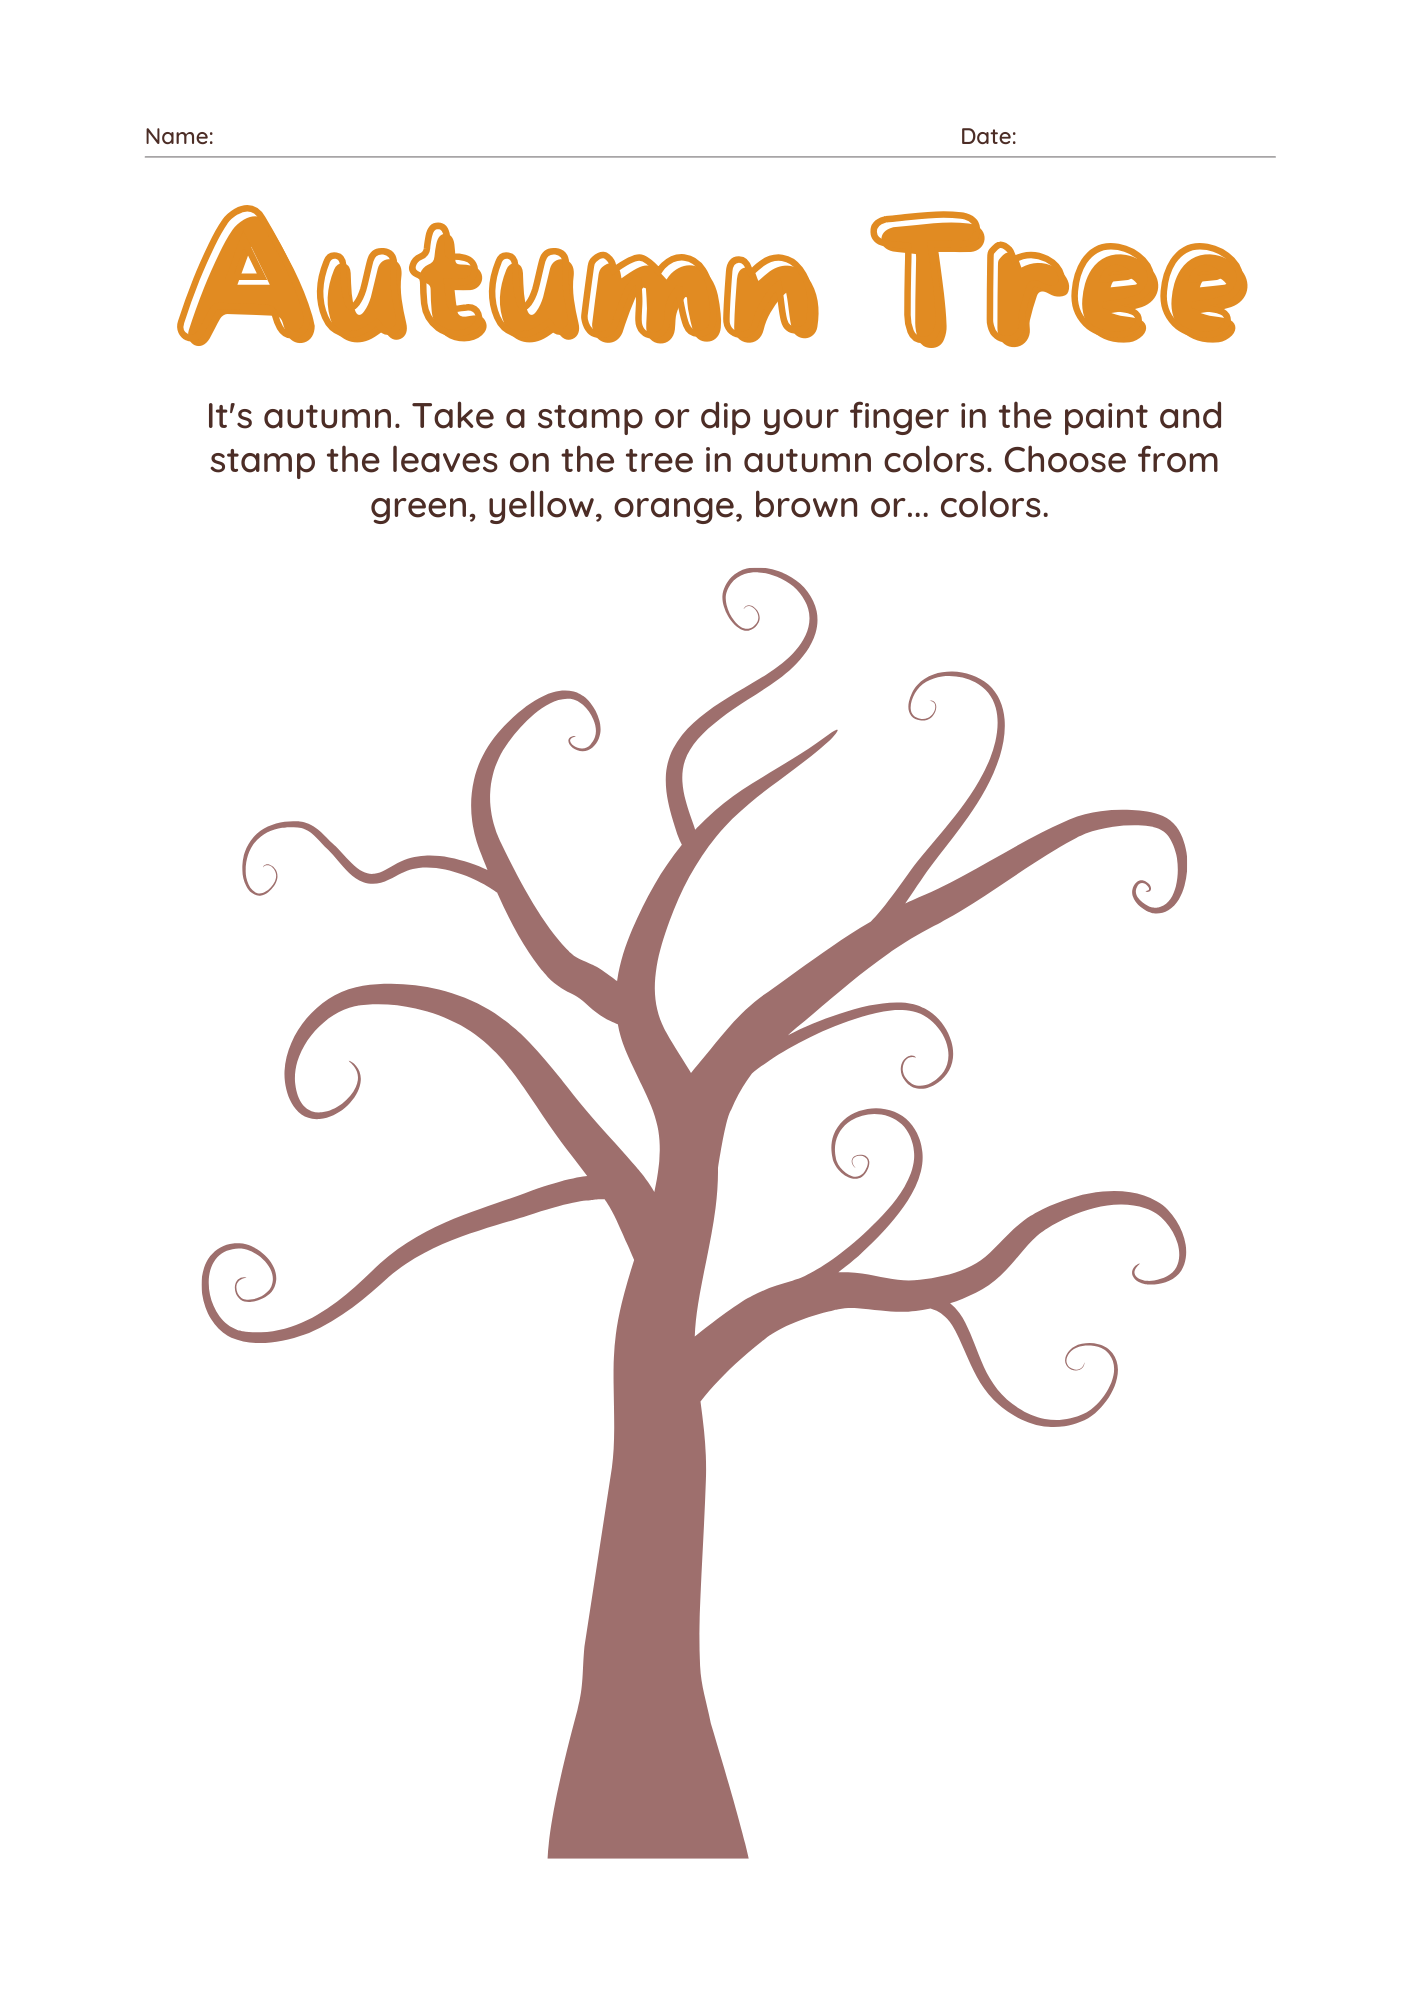 Name:
Date:
Autumn Tree
It's autumn. Take a stamp or dip your finger in the paint and
stamp the leaves on the tree in autumn colors. Choose from
green, yellow, orange, brown or... colors.